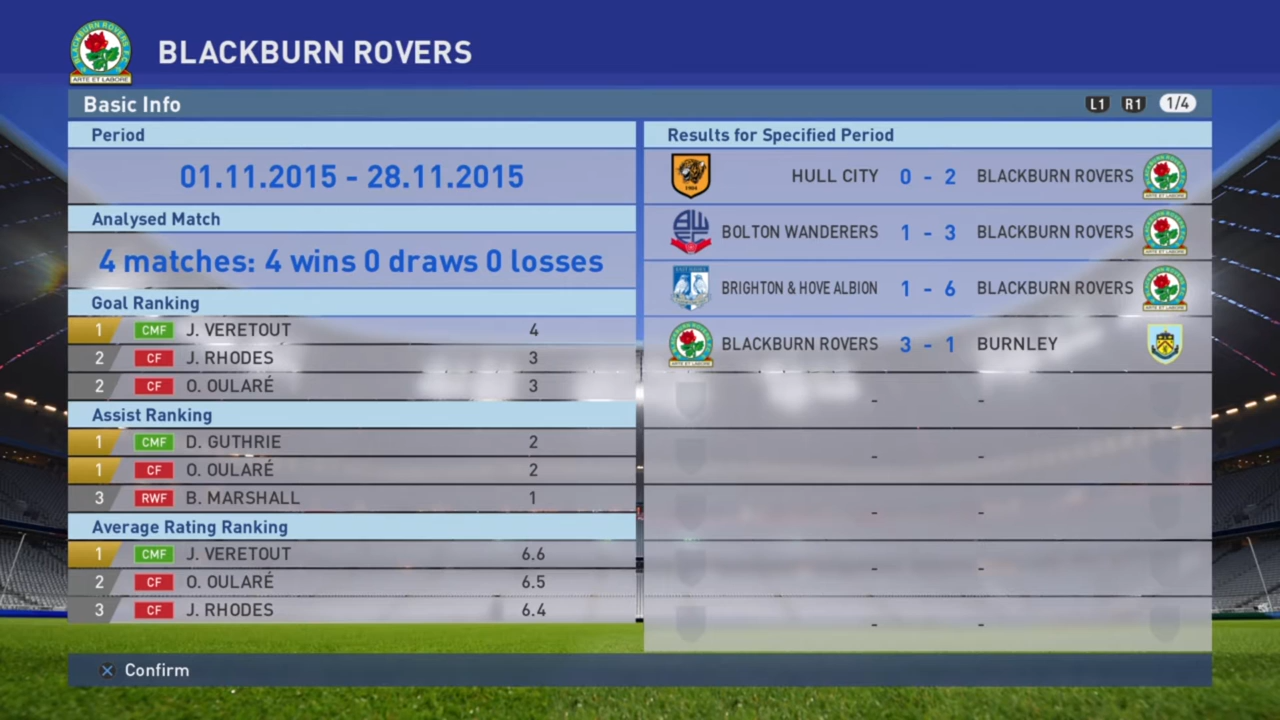 BLACKBURN ROVERS
Basic Info
L1 R1 1/4
Period
01.11.2015 - 28.11.2015
Analysed Match
4 matches: 4 wins 0 draws 0 losses
Goal Ranking
1 CMF J. VERETOUT 4
2 CF J. RHODES 3
2 CF O. OULARÉ 3
Assist Ranking
1 CMF D. GUTHRIE 2
1 CF O. OULARÉ 2
3 RWF B. MARSHALL 1
Average Rating Ranking
1 CMF J. VERETOUT 6.6
2 CF O. OULARÉ 6.5
3 CF J. RHODES 6.4
Results for Specified Period
HULL CITY 0 - 2 BLACKBURN ROVERS
BOLTON WANDERERS 1 - 3 BLACKBURN ROVERS
BRIGHTON & HOVE ALBION 1 - 6 BLACKBURN ROVERS
BLACKBURN ROVERS 3 - 1 BURNLEY
- -
- -
- -
- -
- -
Confirm